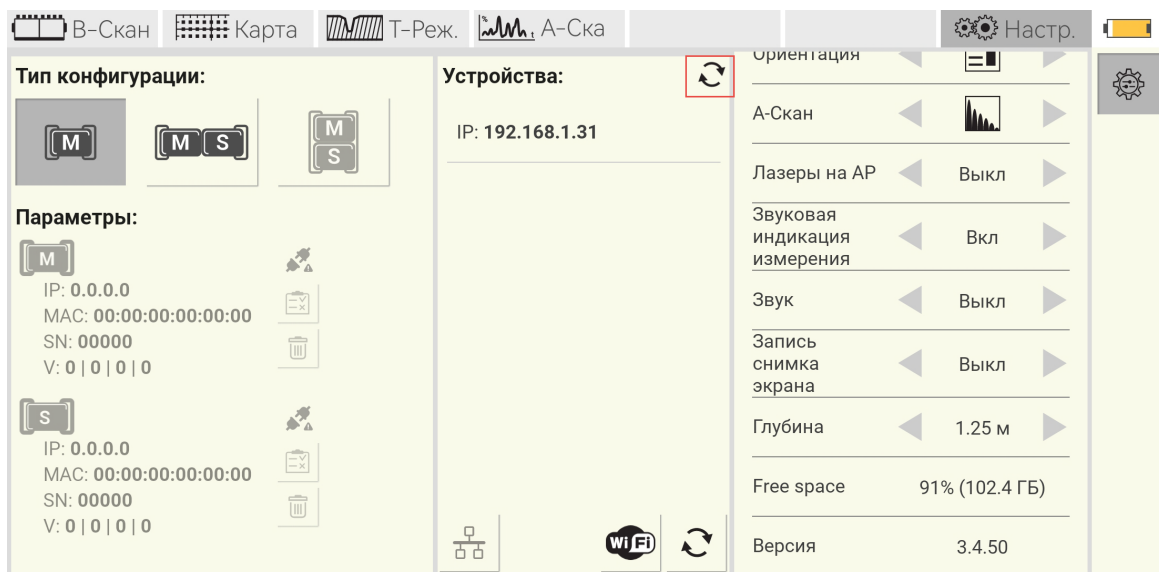 В-Скан
Карта
Т-Реж.
А-Ска
Настр.
Тип конфигурации:
M
M S
M
S
Параметры:
M
IP: 0.0.0.0
MAC: 00:00:00:00:00:00
SN: 00000
V: 0 | 0 | 0 | 0
S
IP: 0.0.0.0
MAC: 00:00:00:00:00:00
SN: 00000
V: 0 | 0 | 0 | 0
Устройства:
IP: 192.168.1.31
Wi Fi
Ориентация
А-Скан
Лазеры на АР Выкл
Звуковая
индикация
измерения
Вкл
Звук Выкл
Запись
снимка
экрана
Выкл
Глубина 1.25 м
Free space 91% (102.4 ГБ)
Версия 3.4.50